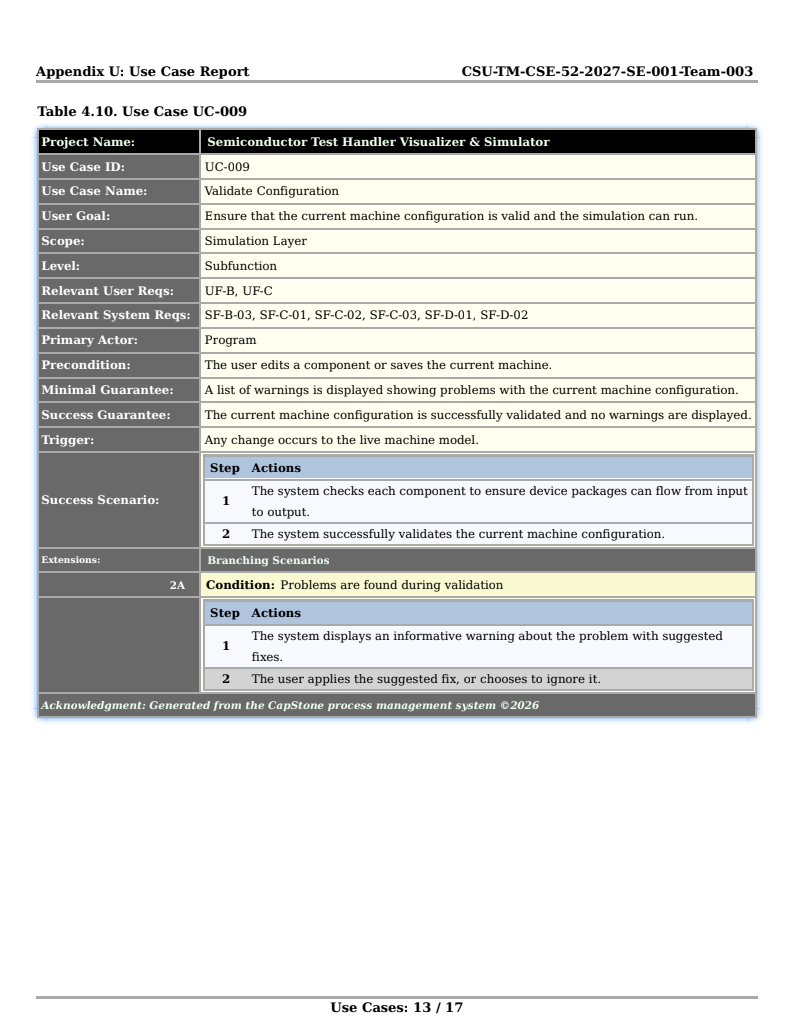 Appendix U: Use Case Report CSU-TM-CSE-52-2027-SE-001-Team-003
Table 4.10. Use Case UC-009
Project Name: Semiconductor Test Handler Visualizer & Simulator
Use Case ID: UC-009
Use Case Name: Validate Configuration
User Goal: Ensure that the current machine configuration is valid and the simulation can run.
Scope: Simulation Layer
Level: Subfunction
Relevant User Reqs: UF-B, UF-C
Relevant System Reqs: SF-B-03, SF-C-01, SF-C-02, SF-C-03, SF-D-01, SF-D-02
Primary Actor: Program
Precondition: The user edits a component or saves the current machine.
Minimal Guarantee: A list of warnings is displayed showing problems with the current machine configuration.
Success Guarantee: The current machine configuration is successfully validated and no warnings are displayed.
Trigger: Any change occurs to the live machine model.
Success Scenario:
Step Actions
1 The system checks each component to ensure device packages can flow from input
to output.
2 The system successfully validates the current machine configuration.
Extensions: Branching Scenarios
2A Condition: Problems are found during validation
Step Actions
1 The system displays an informative warning about the problem with suggested
fixes.
2 The user applies the suggested fix, or chooses to ignore it.
Acknowledgment: Generated from the CapStone process management system ©2026
Use Cases: 13 / 17